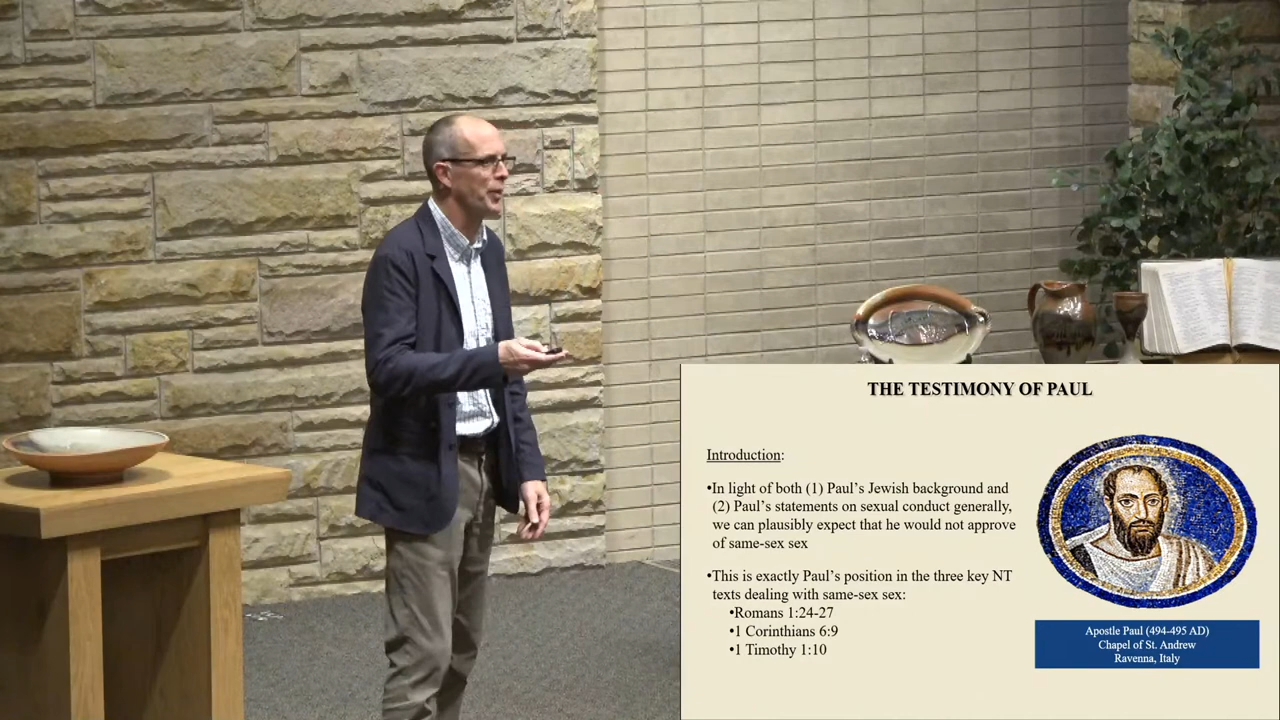 THE TESTIMONY OF PAUL
Introduction:
•In light of both (1) Paul's Jewish background and
(2) Paul's statements on sexual conduct generally,
we can plausibly expect that he would not approve
of same-sex sex
•This is exactly Paul's position in the three key NT
texts dealing with same-sex sex:
•Romans 1:24-27
•1 Corinthians 6:9
•1 Timothy 1:10
Apostle Paul (494-495 AD)
Chapel of St. Andrew
Ravenna, Italy